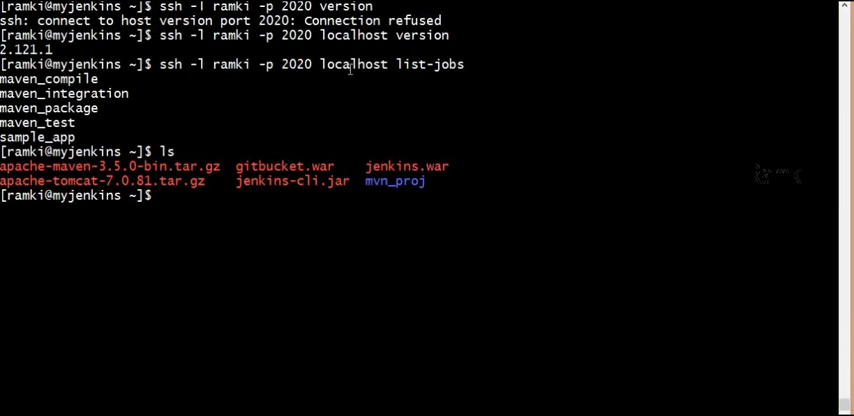 [ramki@myjenkins ~]$ ssh -l ramki -p 2020 version
ssh: connect to host version port 2020: Connection refused
[ramki@myjenkins ~]$ ssh -l ramki -p 2020 localhost version
2.121.1
[ramki@myjenkins ~]$ ssh -l ramki -p 2020 localhost list-jobs
maven_compile
maven_integration
maven_package
maven_test
sample_app
[ramki@myjenkins ~]$ ls
apache-maven-3.5.0-bin.tar.gz gitbucket.war jenkins.war
apache-tomcat-7.0.81.tar.gz jenkins-cli.jar mvn_proj
[ramki@myjenkins ~]$